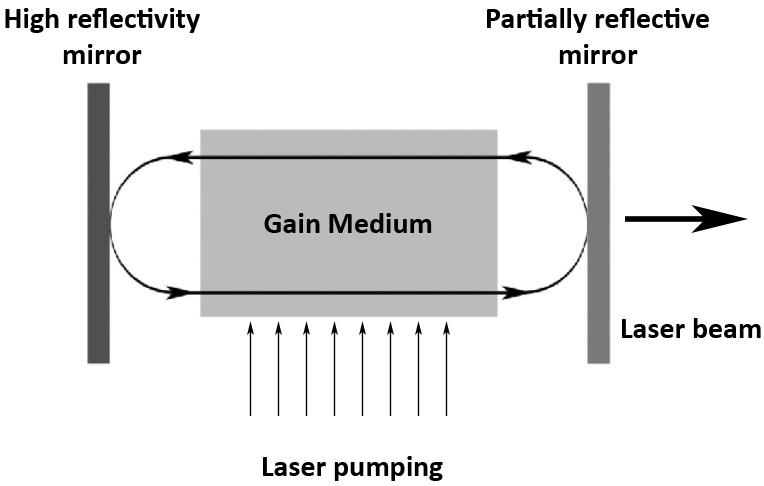 High reflectivity
mirror
Partially reflective
mirror
Gain Medium
Laser beam
Laser pumping